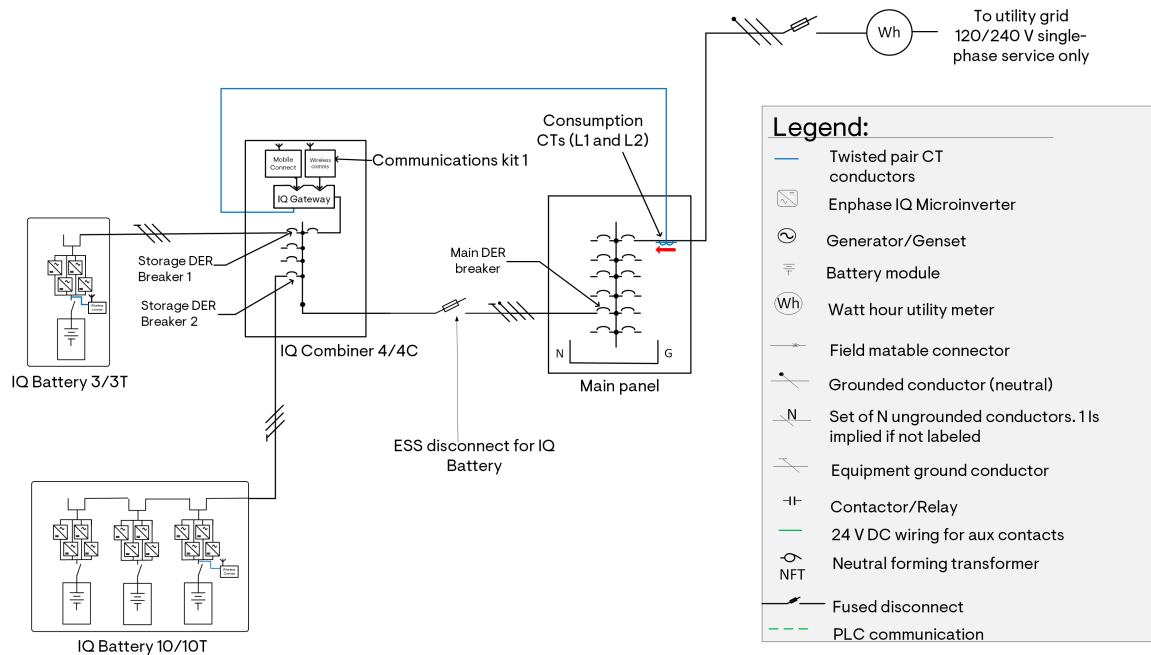 To utility grid
120/240 V single-
phase service only
Wh
Consumption
CTs (L1 and L2)
Mobile
Connect
Wireless
comms
Communications kit 1
IQ Gateway
Storage DER
Breaker 1
Storage DER
Breaker 2
Main DER
breaker
IQ Combiner 4/4C
N
G
Main panel
IQ Battery 3/3T
ESS disconnect for IQ
Battery
IQ Battery 10/10T
Legend:
Twisted pair CT
conductors
Enphase IQ Microinverter
Generator/Genset
Battery module
Wh
Watt hour utility meter
Field matable connector
Grounded conductor (neutral)
N
Set of N ungrounded conductors. 1 Is
implied if not labeled
Equipment ground conductor
Contactor/Relay
24 V DC wiring for aux contacts
NFT
Neutral forming transformer
Fused disconnect
PLC communication